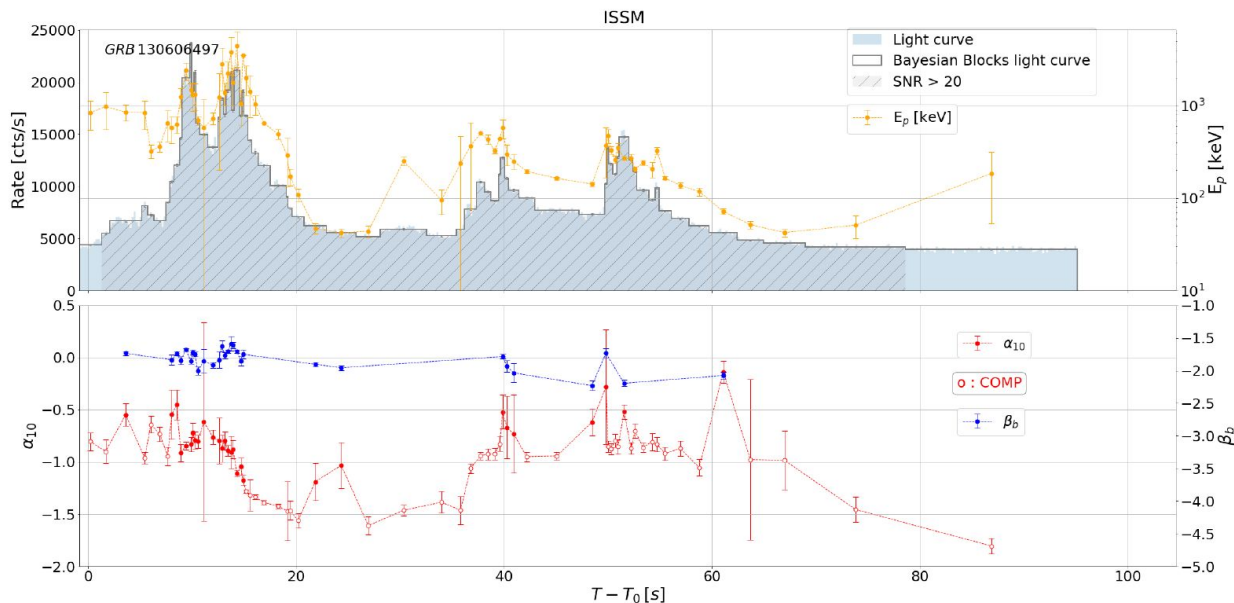 ISSM
GRB 130606497
Light curve
Bayesian Blocks light curve
SNR > 20
E_p [keV]
Rate [cts/s]
25000
20000
15000
10000
5000
0
E_p [keV]
10^3
10^2
10^1
α_10
o : COMP
β_b
α_10
0.5
0.0
−0.5
−1.0
−1.5
−2.0
β_b
−1.0
−1.5
−2.0
−2.5
−3.0
−3.5
−4.0
−4.5
−5.0
0 20 40 60 80 100
T − T_0 [s]